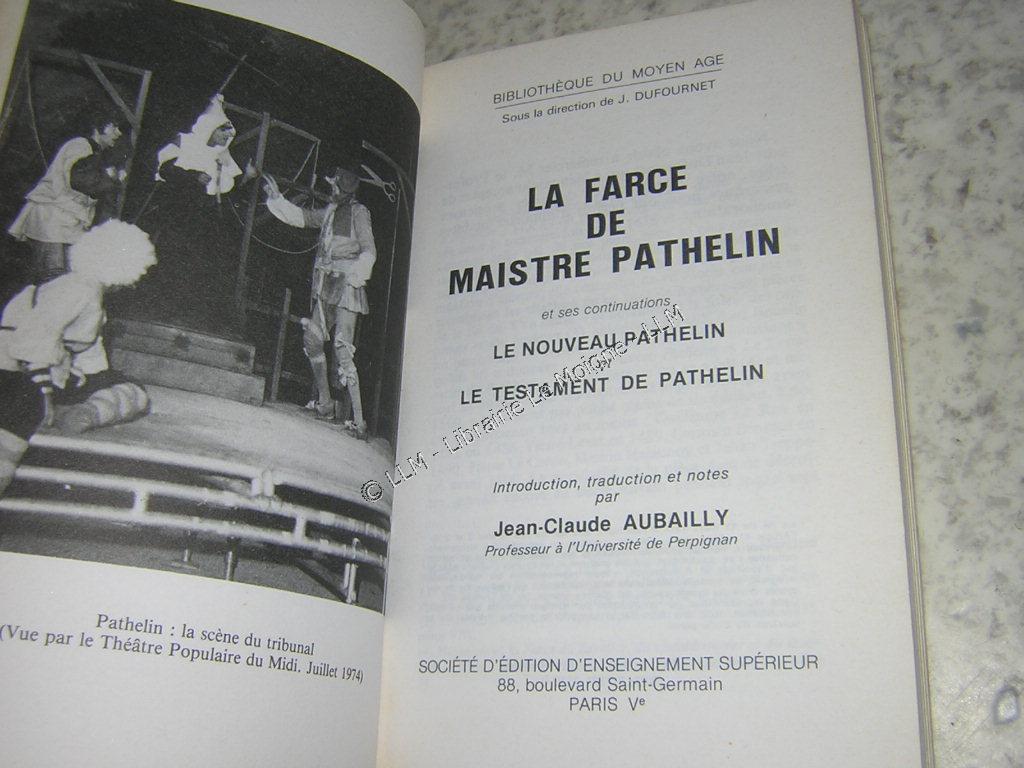 Pathelin : la scène du tribunal
(Vue par le Théâtre Populaire du Midi. Juillet 1974)
BIBLIOTHÈQUE DU MOYEN AGE
Sous la direction de J. DUFOURNET
LA FARCE
DE
MAISTRE PATHELIN
et ses continuations
LE NOUVEAU PATHELIN
LE TESTAMENT DE PATHELIN
Introduction, traduction et notes
par
Jean-Claude AUBAILLY
Professeur à l'Université de Perpignan
SOCIÉTÉ D'ÉDITION D'ENSEIGNEMENT SUPÉRIEUR
88, boulevard Saint-Germain
PARIS Ve
© LLM - Librairie Le Moigne - LLM